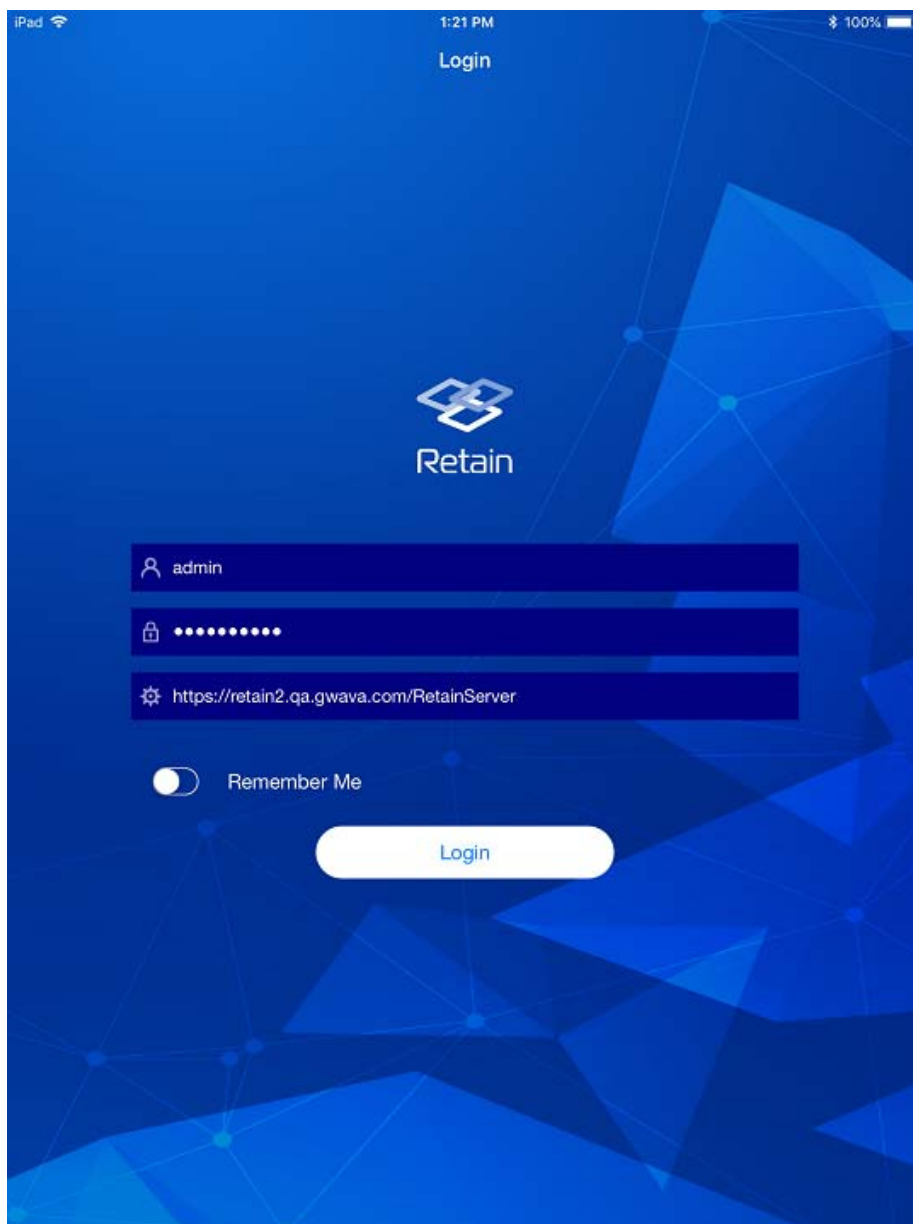 iPad 1:21 PM 100%
Login
Retain
admin
••••••••••
https://retain2.qa.gwava.com/RetainServer
Remember Me
Login